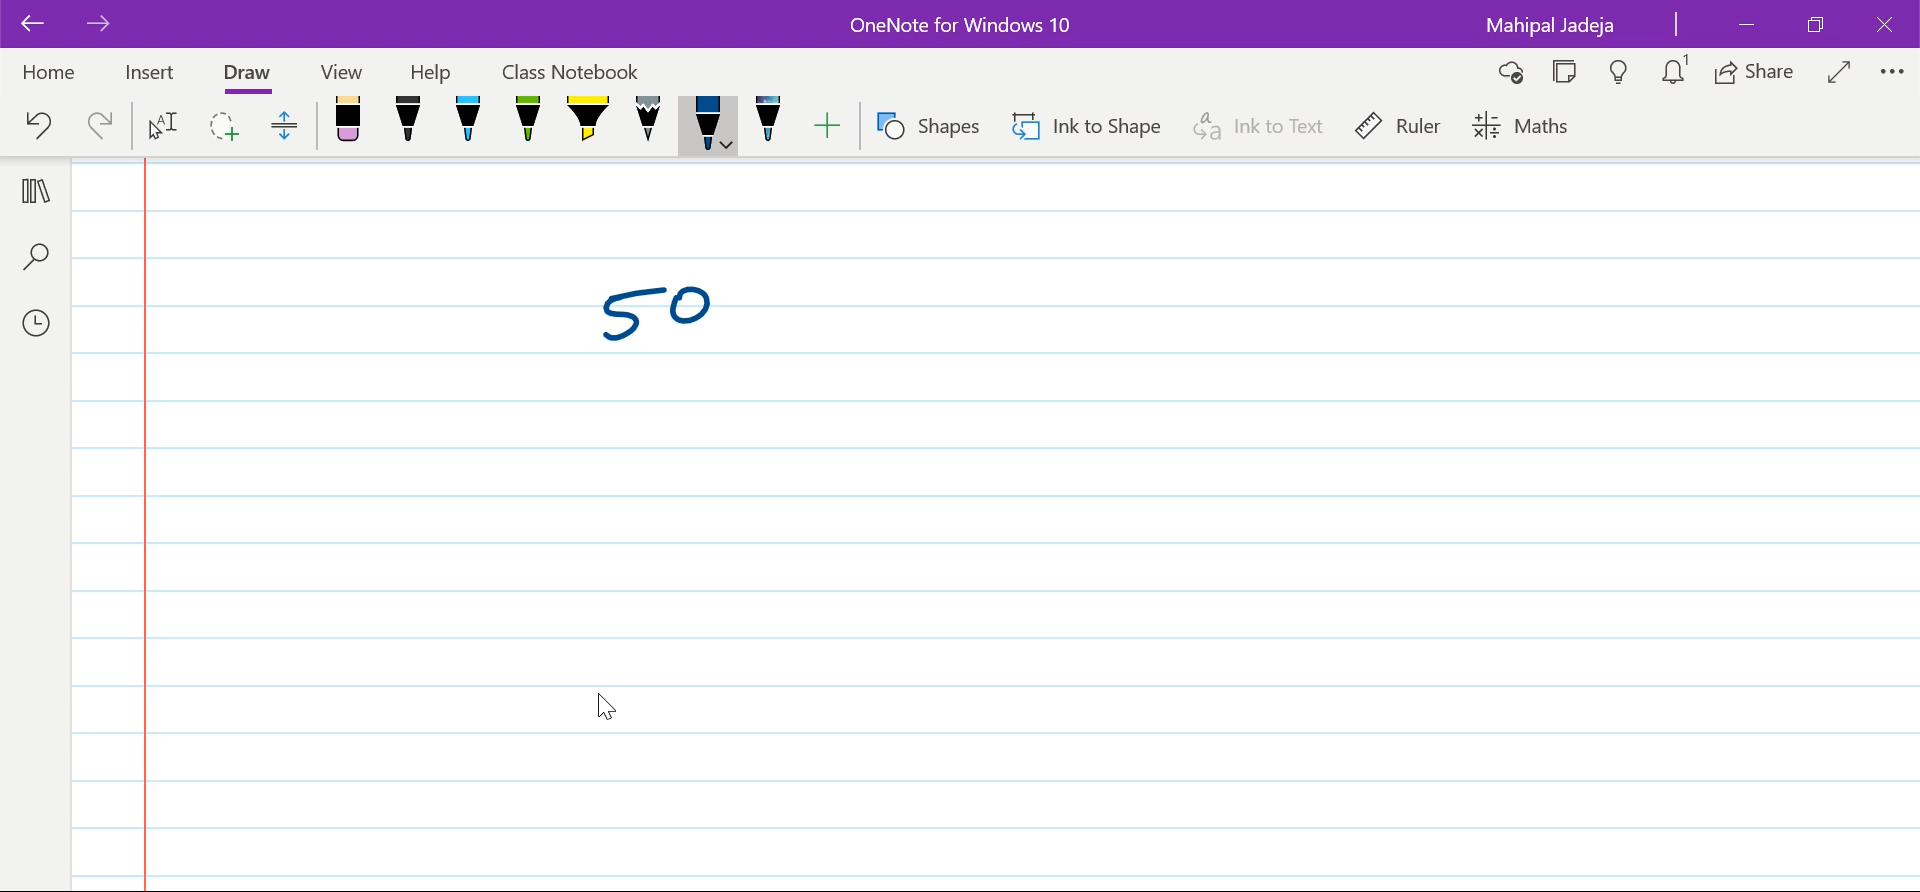 OneNote for Windows 10 Mahipal Jadeja
Home Insert Draw View Help Class Notebook 1 Share
Shapes Ink to Shape Ink to Text Ruler Maths
50